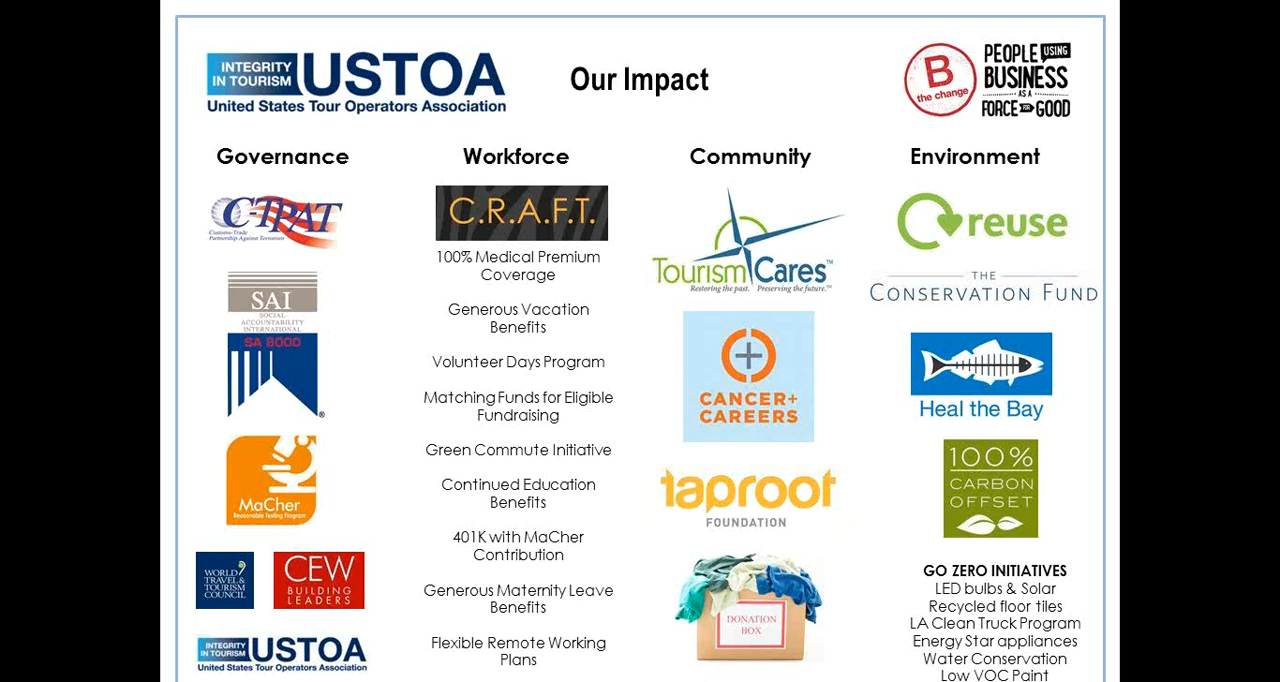 INTEGRITY
IN TOURISM
USTOA
United States Tour Operators Association
Our Impact
B
the change
PEOPLE USING
BUSINESS
AS A
FORCE FOR GOOD
Governance
C-TPAT
Customs-Trade
Partnership Against Terrorism
SAI
SOCIAL
ACCOUNTABILITY
INTERNATIONAL
SA 8000
®
MaCher
Reasonable Testing Program
WORLD
TRAVEL &
TOURISM
COUNCIL
CEW
BUILDING
LEADERS
INTEGRITY
IN TOURISM
USTOA
United States Tour Operators Association
Workforce
C.R.A.F.T.
100% Medical Premium
Coverage
Generous Vacation
Benefits
Volunteer Days Program
Matching Funds for Eligible
Fundraising
Green Commute Initiative
Continued Education
Benefits
401K with MaCher
Contribution
Generous Maternity Leave
Benefits
Flexible Remote Working
Plans
Community
Tourism Cares™
Restoring the past. Preserving the future.™
CANCER+
CAREERS
taproot
FOUNDATION
DONATION
BOX
Environment
reuse
THE
CONSERVATION FUND
Heal the Bay
100%
CARBON
OFFSET
GO ZERO INITIATIVES
LED bulbs & Solar
Recycled floor tiles
LA Clean Truck Program
Energy Star appliances
Water Conservation
Low VOC Paint